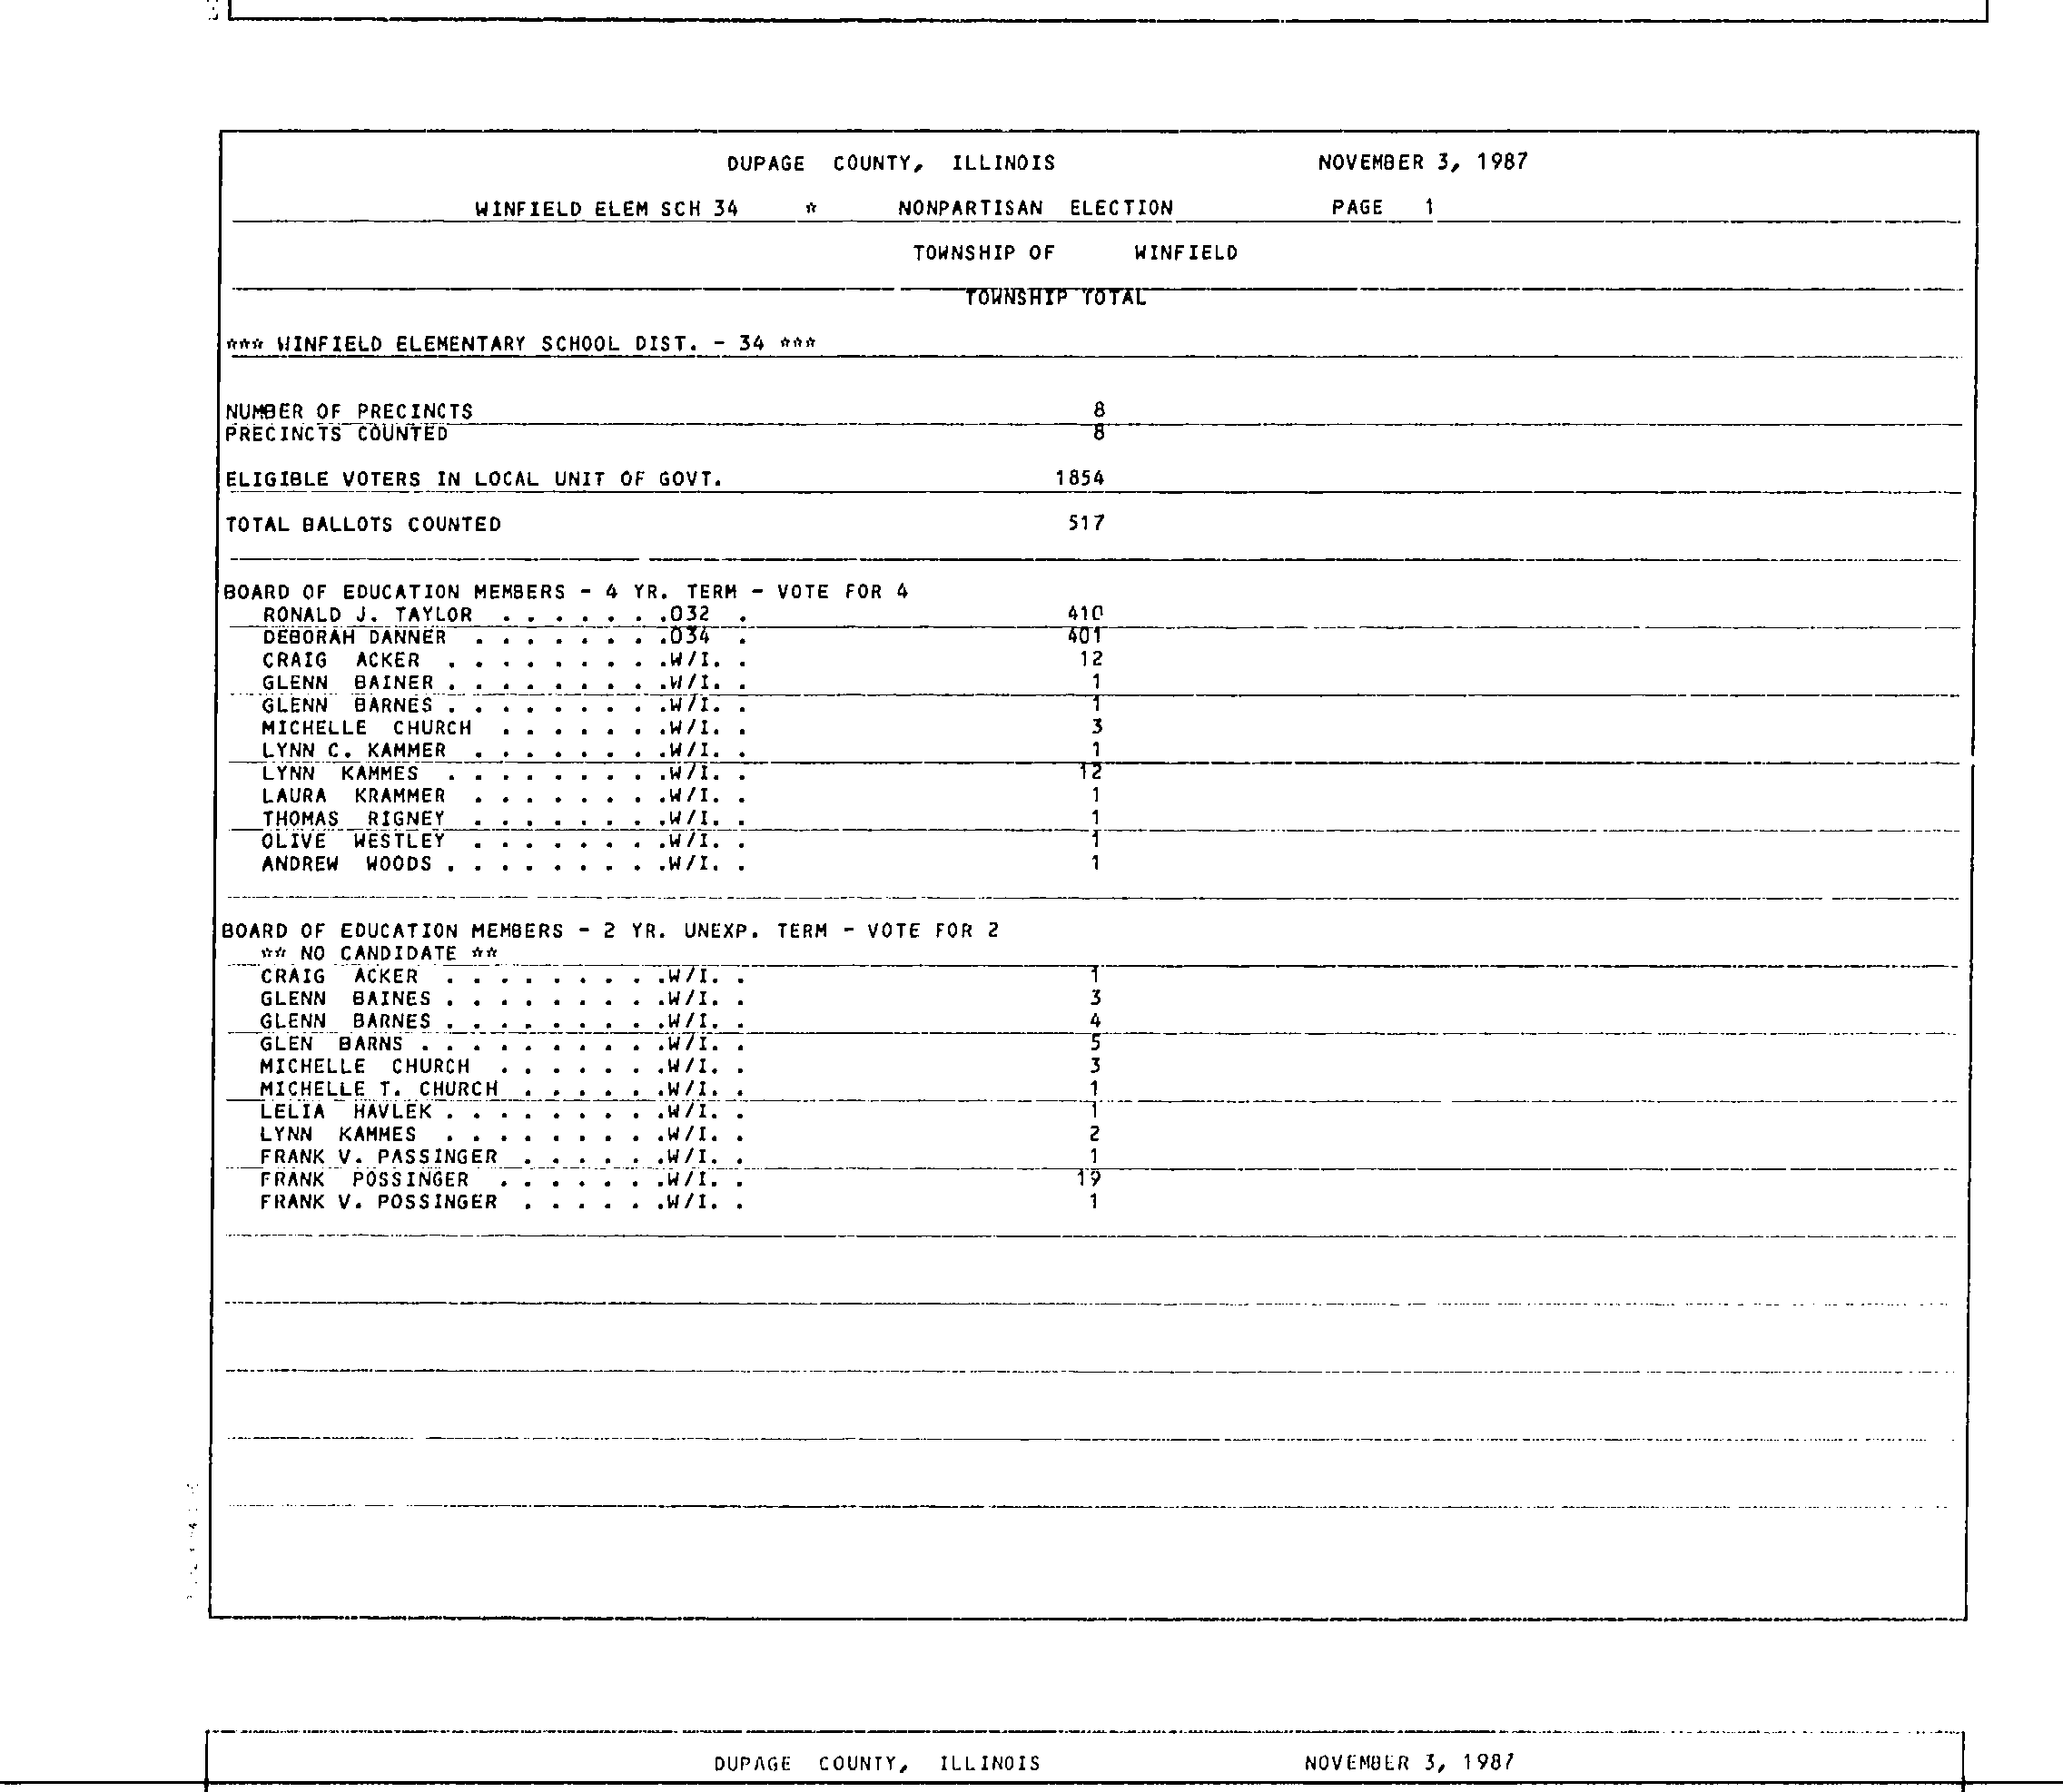 DUPAGE COUNTY, ILLINOIS NOVEMBER 3, 1987
WINFIELD ELEM SCH 34 * NONPARTISAN ELECTION PAGE 1
TOWNSHIP OF WINFIELD
TOWNSHIP TOTAL
*** WINFIELD ELEMENTARY SCHOOL DIST. - 34 ***
NUMBER OF PRECINCTS 8
PRECINCTS COUNTED 8
ELIGIBLE VOTERS IN LOCAL UNIT OF GOVT. 1854
TOTAL BALLOTS COUNTED 517
BOARD OF EDUCATION MEMBERS - 4 YR. TERM - VOTE FOR 4
RONALD J. TAYLOR . . . . . . .032 . 410
DEBORAH DANNER . . . . . . . .034 . 401
CRAIG ACKER . . . . . . . . .W/I. . 12
GLENN BAINER . . . . . . . . .W/I. . 1
GLENN BARNES . . . . . . . . .W/I. . 1
MICHELLE CHURCH . . . . . . .W/I. . 3
LYNN C. KAMMER . . . . . . . .W/I. . 1
LYNN KAMMES . . . . . . . . .W/I. . 12
LAURA KRAMMER . . . . . . . .W/I. . 1
THOMAS RIGNEY . . . . . . . .W/I. . 1
OLIVE WESTLEY . . . . . . . .W/I. . 1
ANDREW WOODS . . . . . . . . .W/I. . 1
BOARD OF EDUCATION MEMBERS - 2 YR. UNEXP. TERM - VOTE FOR 2
** NO CANDIDATE **
CRAIG ACKER . . . . . . . . .W/I. . 1
GLENN BAINES . . . . . . . . .W/I. . 3
GLENN BARNES . . . . . . . . .W/I. . 4
GLEN BARNS . . . . . . . . . .W/I. . 5
MICHELLE CHURCH . . . . . . .W/I. . 3
MICHELLE T. CHURCH . . . . . .W/I. . 1
LELIA HAVLEK . . . . . . . . .W/I. . 1
LYNN KAMMES . . . . . . . . .W/I. . 2
FRANK V. PASSINGER . . . . . .W/I. . 1
FRANK POSSINGER . . . . . . .W/I. . 19
FRANK V. POSSINGER . . . . . .W/I. . 1
DUPAGE COUNTY, ILLINOIS NOVEMBER 3, 1987